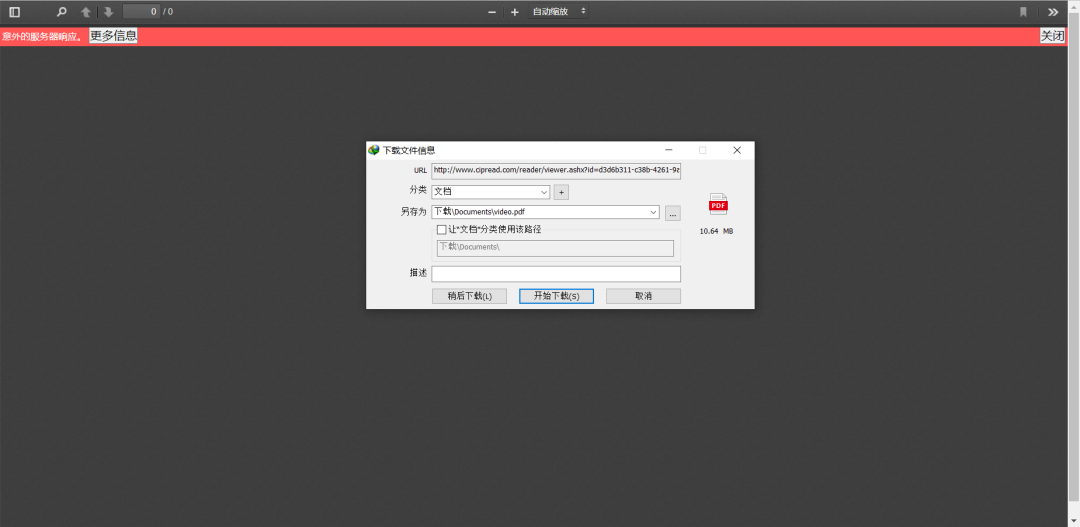 0 / 0 自动缩放
意外的服务器响应。 更多信息 关闭
下载文件信息
URL http://www.cipread.com/reader/viewer.ashx?id=d3d6b311-c38b-4261-9a
分类 文档 +
另存为 下载\Documents\video.pdf ...
PDF
让"文档"分类使用该路径
10.64 MB
下载\Documents\
描述
稍后下载(L) 开始下载(S) 取消